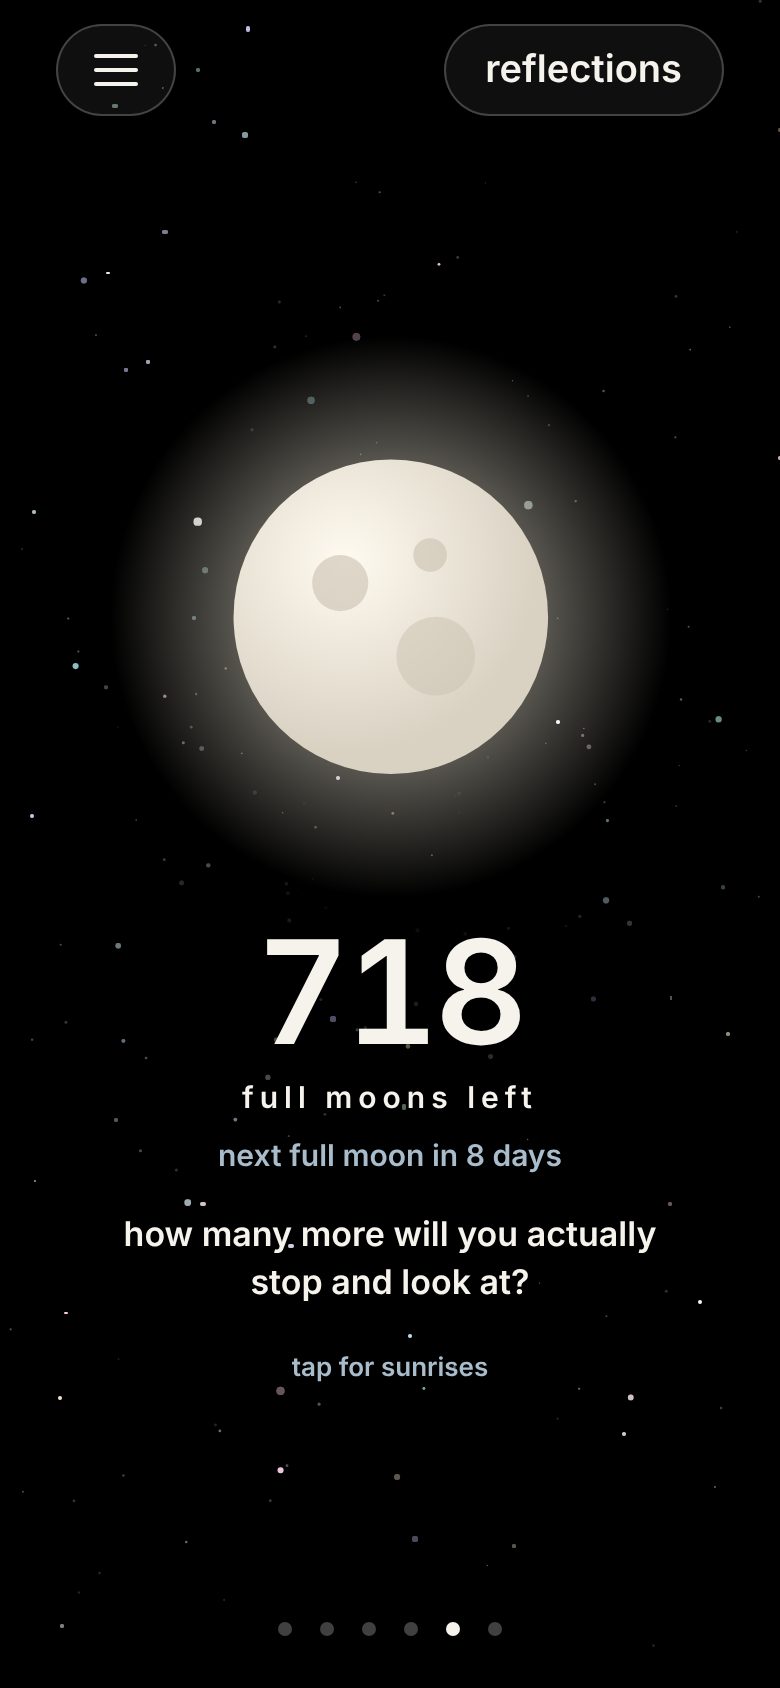 reflections
718
full moons left
next full moon in 8 days
how many more will you actually
stop and look at?
tap for sunrises